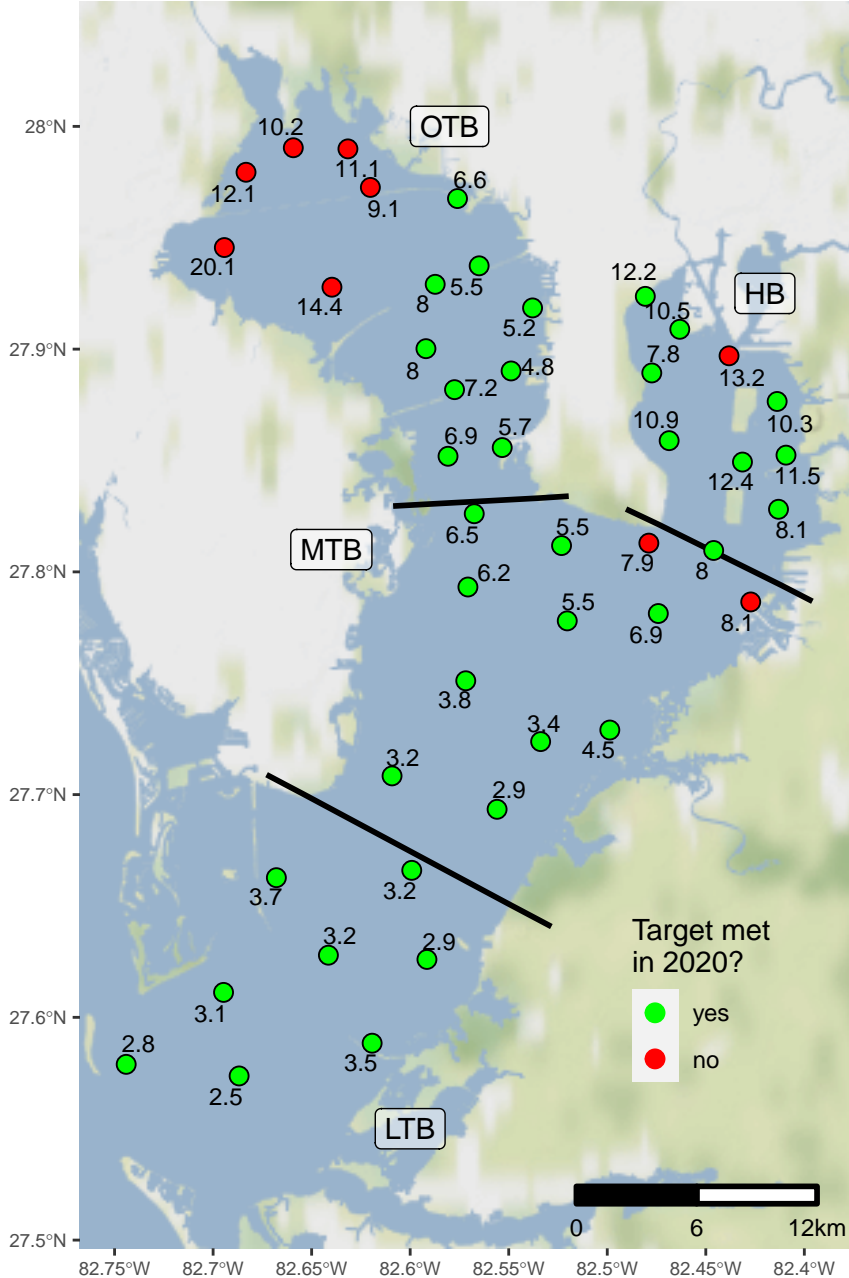 28°N
27.9°N
27.8°N
27.7°N
27.6°N
27.5°N
OTB
10.2
12.1
11.1
9.1
6.6
20.1
14.4
8
5.5
5.2
8
4.8
7.2
6.9
5.7
HB
12.2
10.5
7.8
13.2
10.3
10.9
12.4
11.5
8.1
MTB
6.5
5.5
7.9
8
6.2
5.5
6.9
8.1
3.8
3.4
4.5
3.2
2.9
3.7
3.2
3.2
2.9
3.1
2.8
2.5
3.5
LTB
Target met
in 2020?
yes
no
0 6 12km
82.75°W 82.7°W 82.65°W 82.6°W 82.55°W 82.5°W 82.45°W 82.4°W